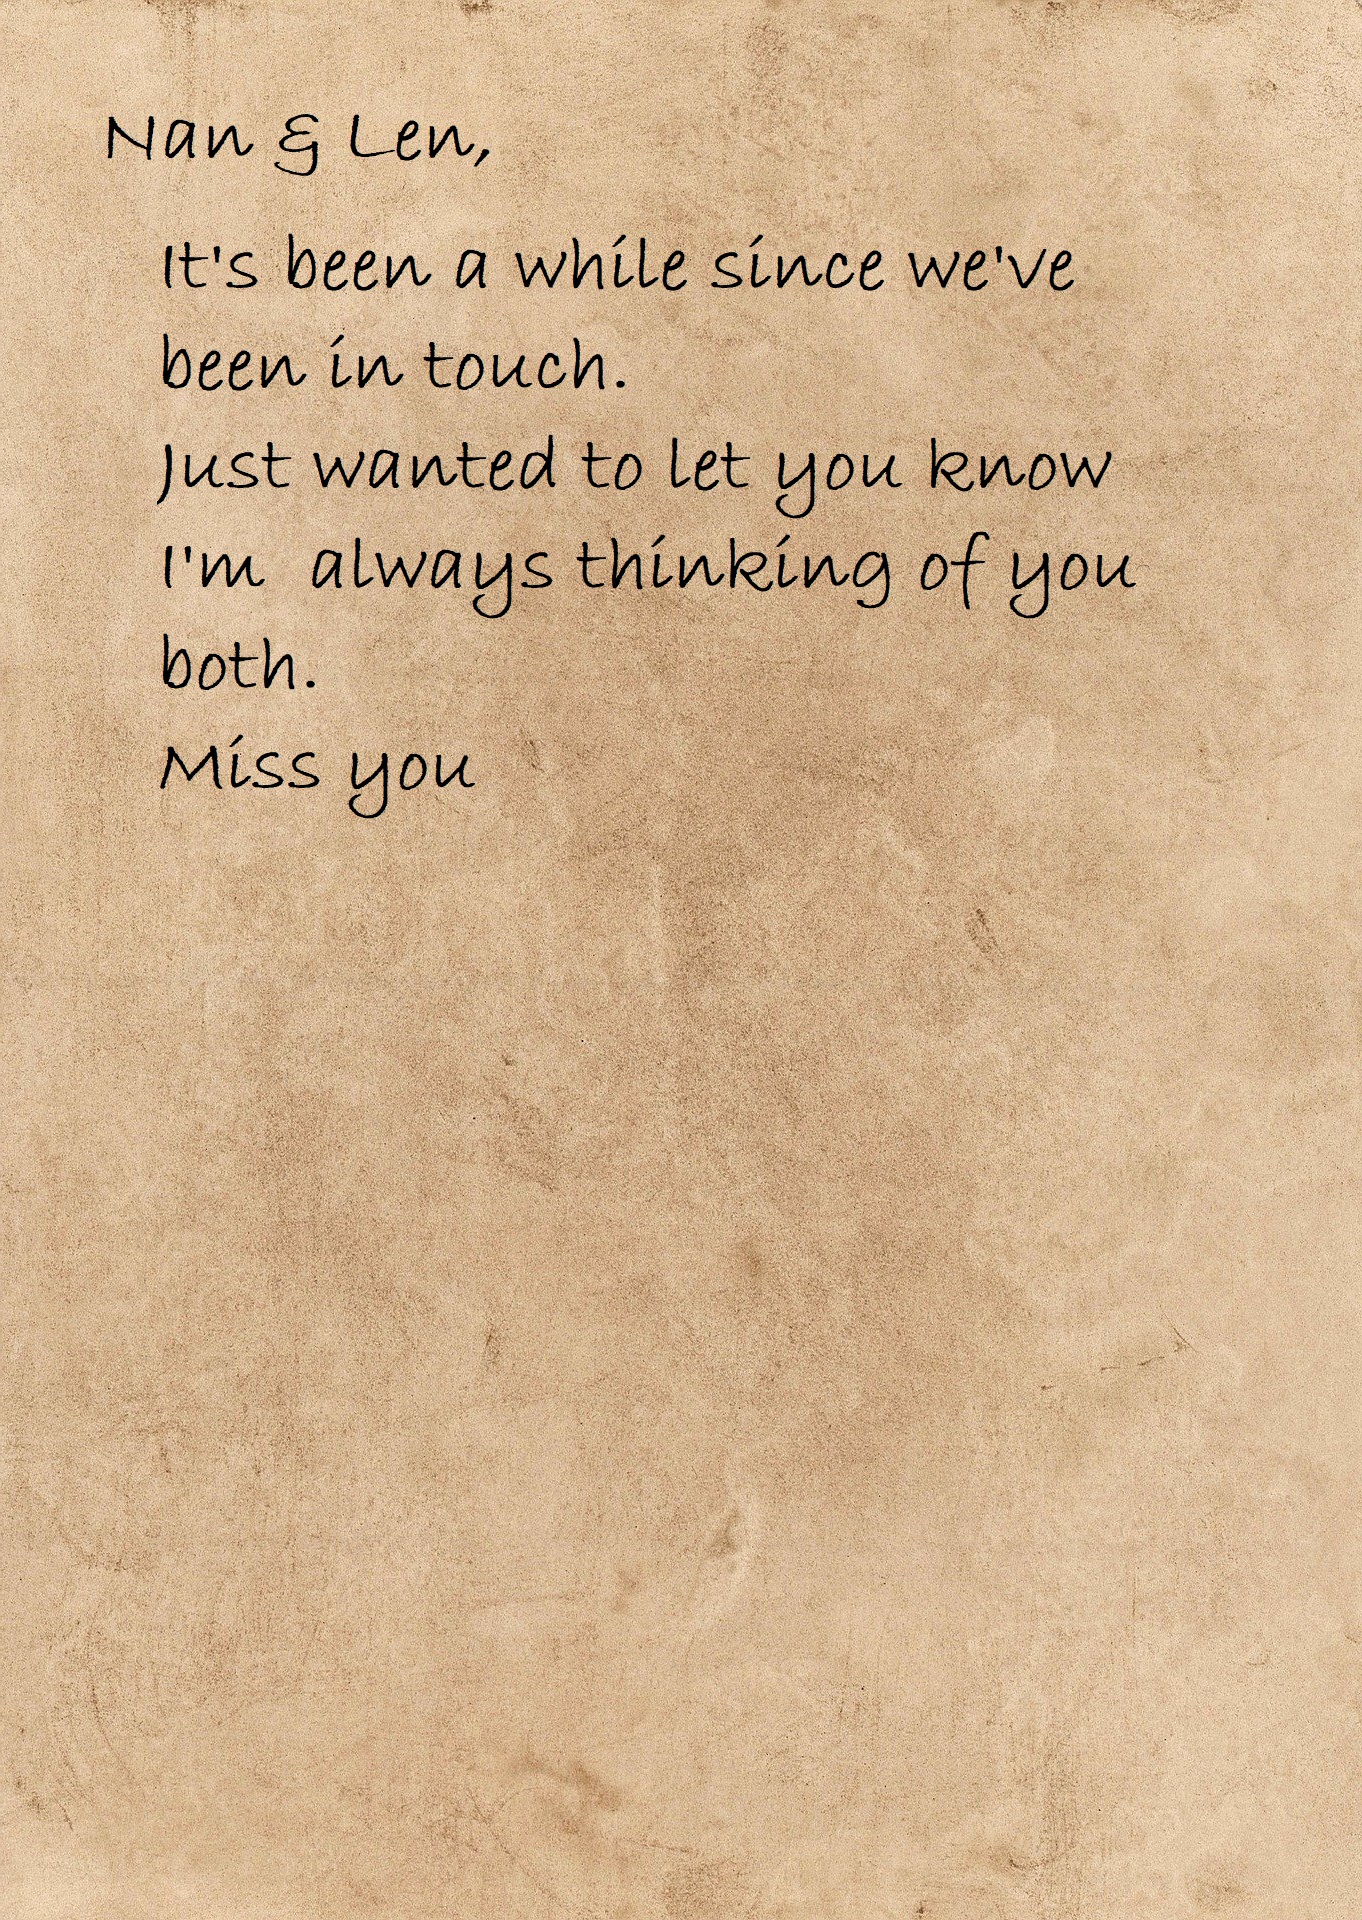 Nan & Len,
It's been a while since we've
been in touch.
Just wanted to let you know
I'm  always thinking of you
both.
Miss you